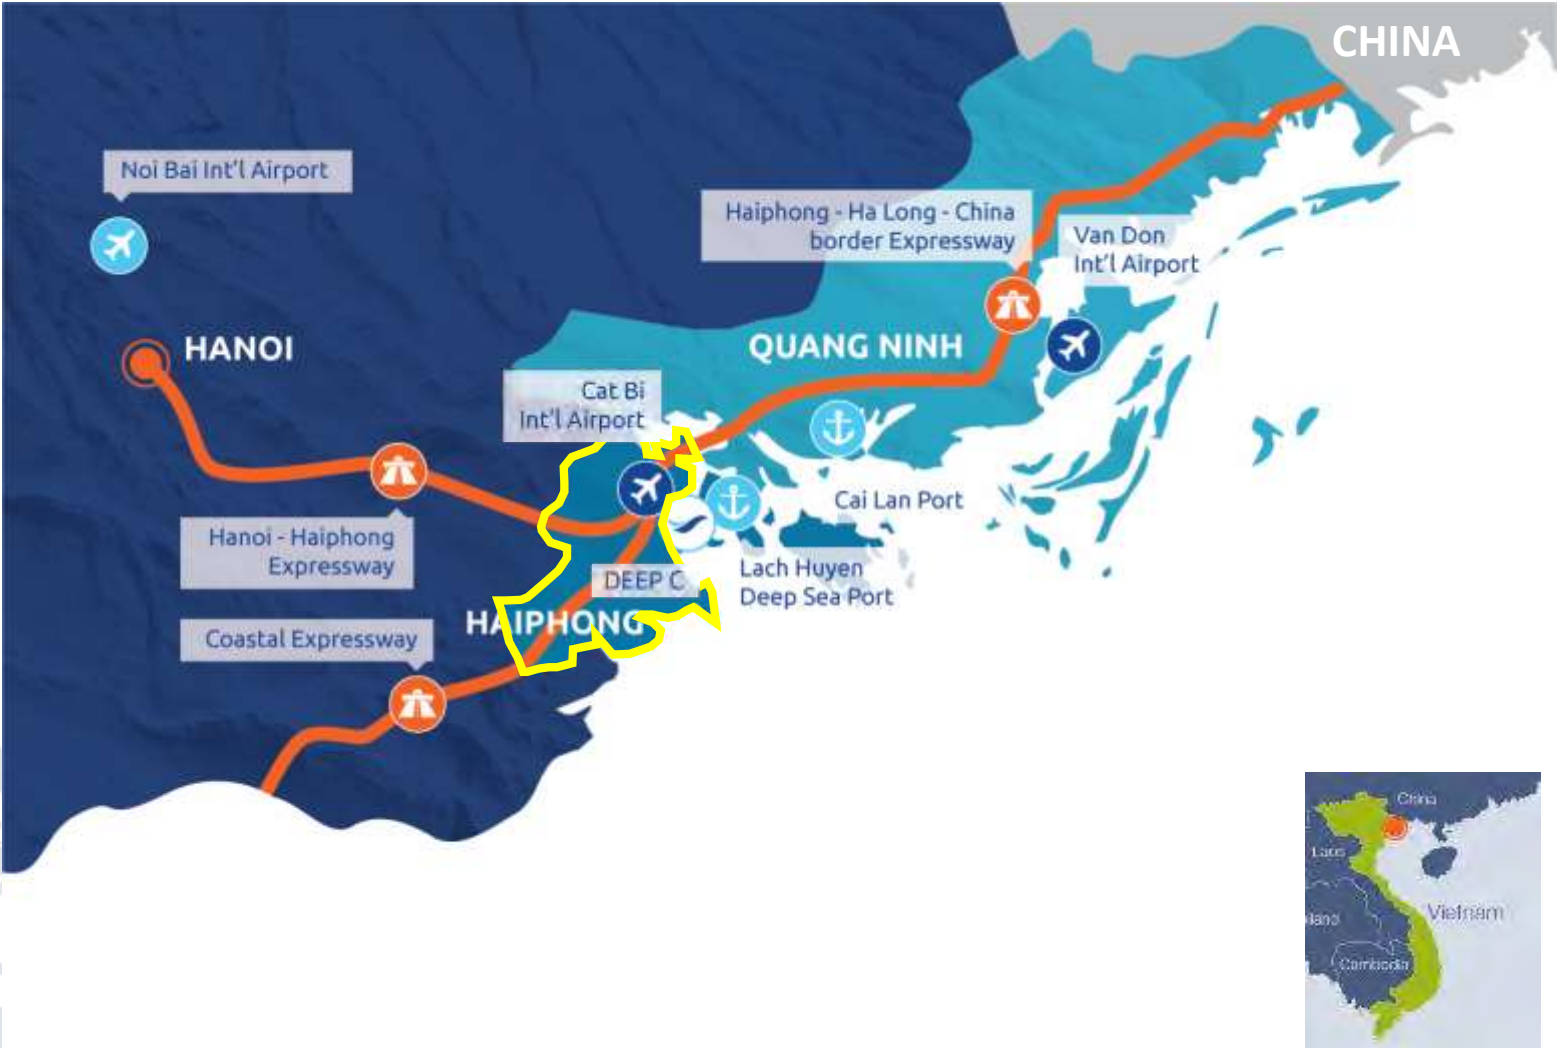 CHINA
Noi Bai Int'l Airport
Haiphong - Ha Long - China
border Expressway
Van Don
Int'l Airport
HANOI
QUANG NINH
Cat Bi
Int'l Airport
Cai Lan Port
Hanoi - Haiphong
Expressway
DEEP C
Lach Huyen
Deep Sea Port
HAIPHONG
Coastal Expressway
China
Laos
Vietnam
iland
Cambodia